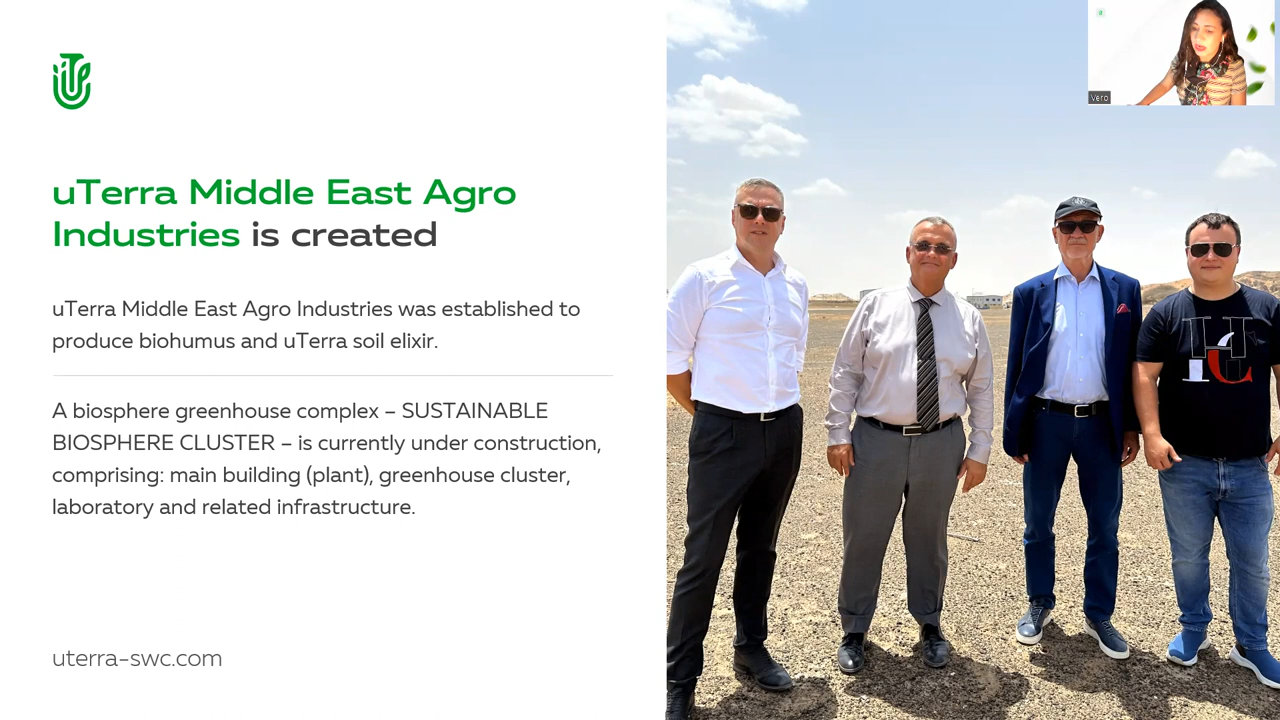 uTerra Middle East Agro
Industries is created
uTerra Middle East Agro Industries was established to
produce biohumus and uTerra soil elixir.
A biosphere greenhouse complex – SUSTAINABLE
BIOSPHERE CLUSTER – is currently under construction,
comprising: main building (plant), greenhouse cluster,
laboratory and related infrastructure.
uterra-swc.com
Vero